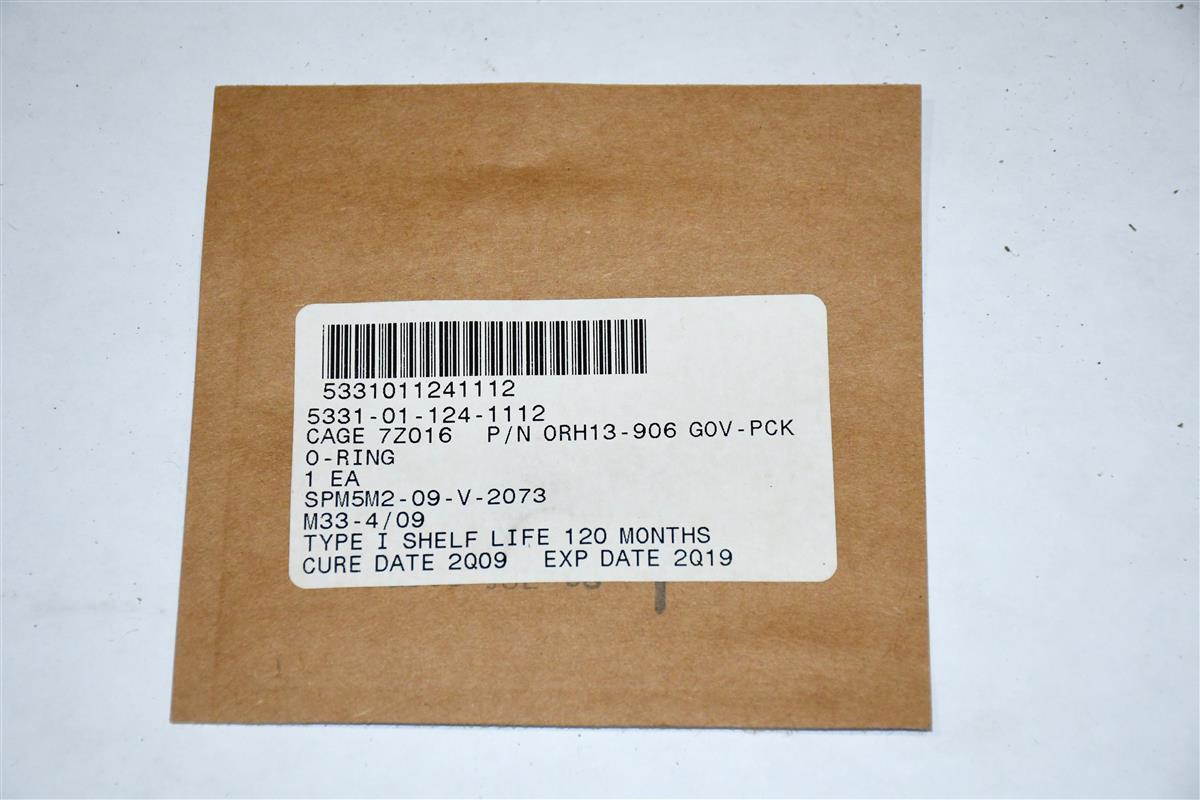 5331011241112
5331-01-124-1112
CAGE 7Z016 P/N ORH13-906 GOV-PCK
O-RING
1 EA
SPM5M2-09-V-2073
M33-4/09
TYPE I SHELF LIFE 120 MONTHS
CURE DATE 2Q09 EXP DATE 2Q19